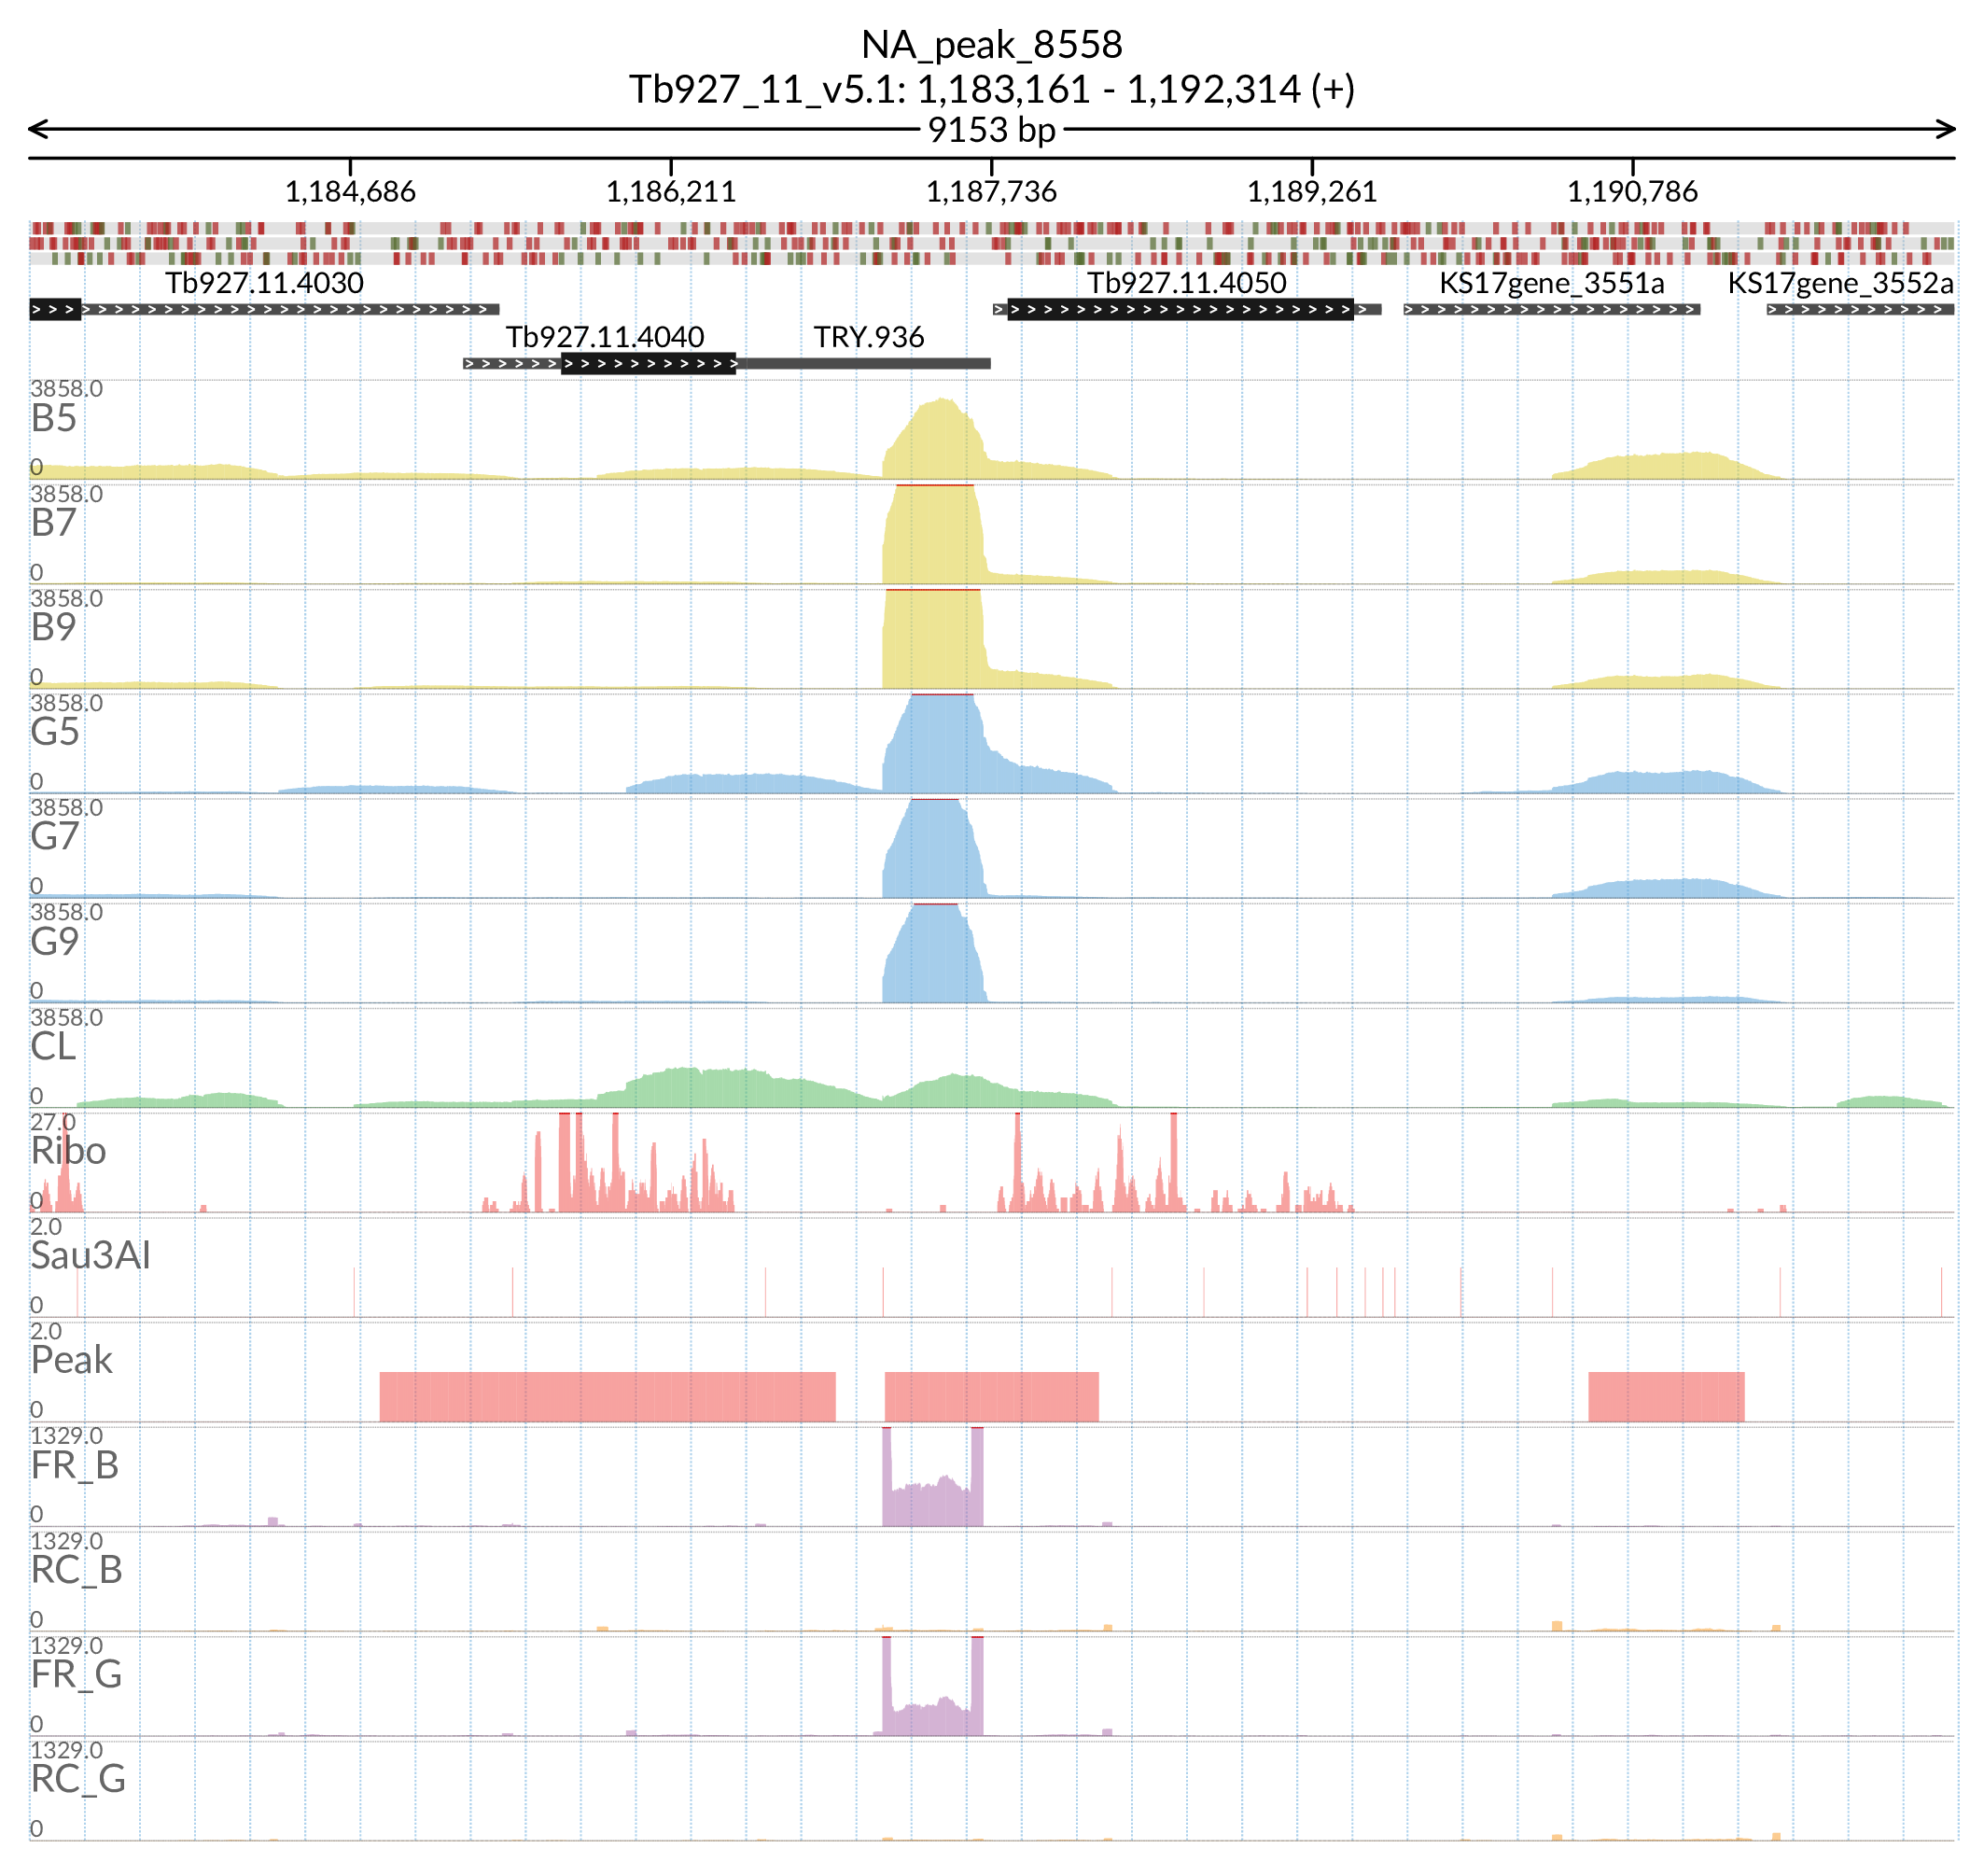 NA_peak_8558
Tb927_11_v5.1: 1,183,161 - 1,192,314 (+)
9153 bp
1,184,686 1,186,211 1,187,736 1,189,261 1,190,786
Tb927.11.4030 Tb927.11.4050 KS17gene_3551a KS17gene_3552a
Tb927.11.4040 TRY.936
3858.0
B5
0
3858.0
B7
0
3858.0
B9
0
3858.0
G5
0
3858.0
G7
0
3858.0
G9
0
3858.0
CL
0
27.0
Ribo
0
2.0
Sau3AI
0
2.0
Peak
0
1329.0
FR_B
0
1329.0
RC_B
0
1329.0
FR_G
0
1329.0
RC_G
0